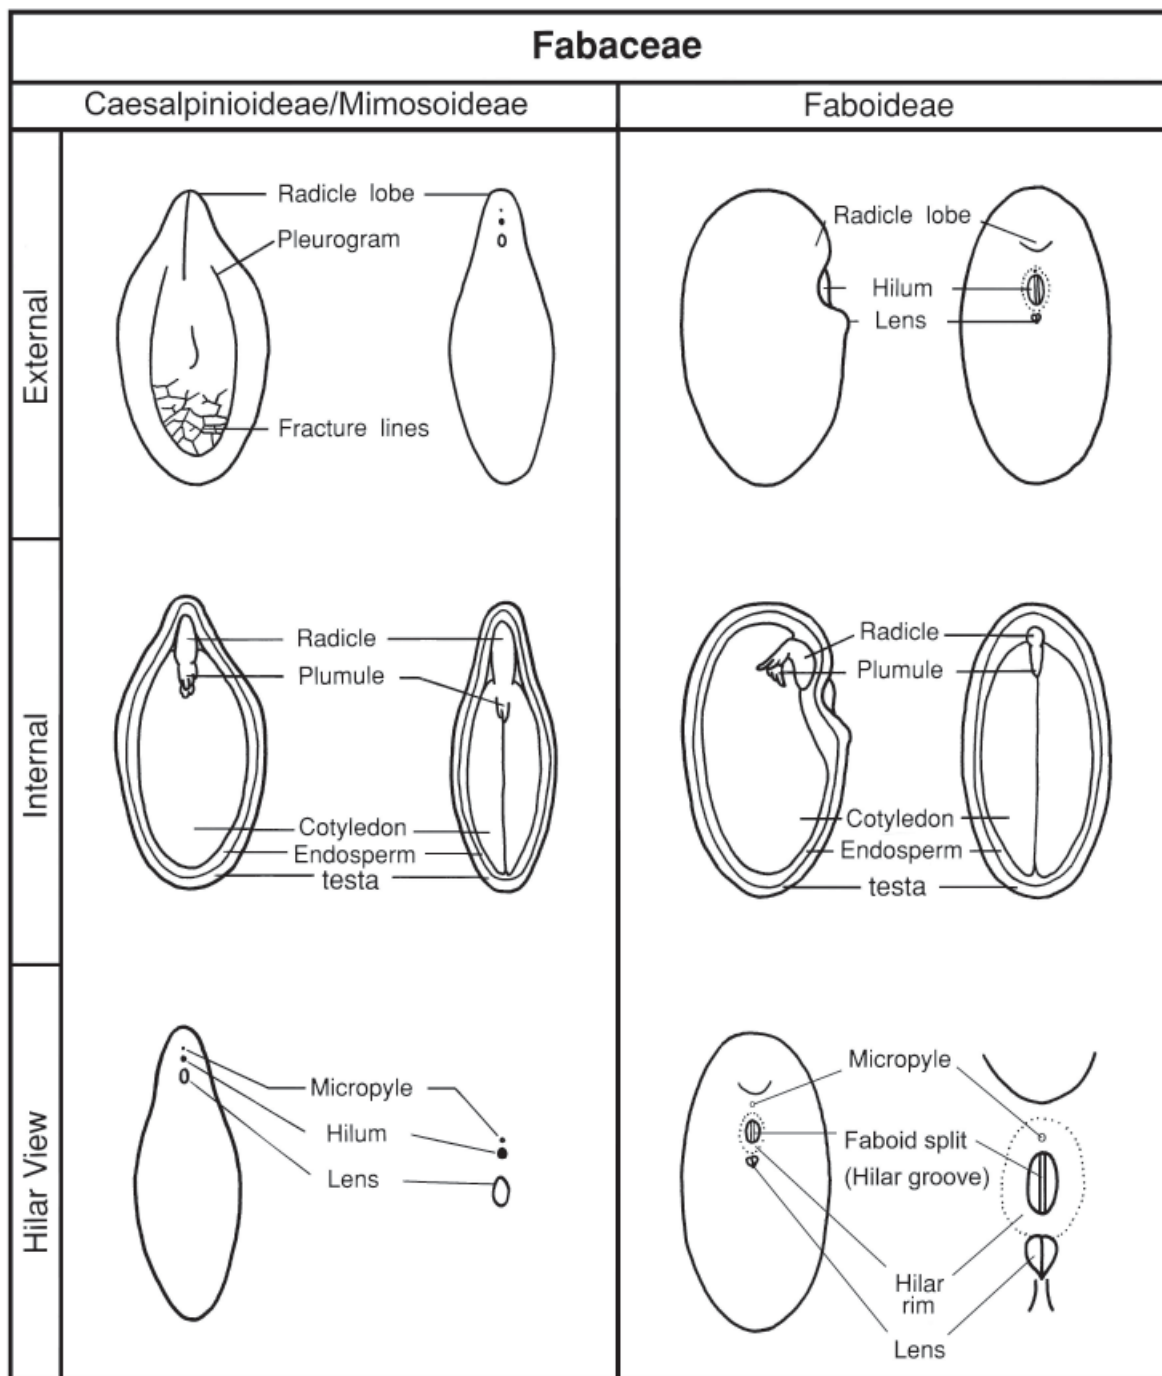 Fabaceae
Caesalpinioideae/Mimosoideae
Faboideae
External
Radicle lobe
Pleurogram
Fracture lines
Radicle lobe
Hilum
Lens
Internal
Radicle
Plumule
Cotyledon
Endosperm
testa
Radicle
Plumule
Cotyledon
Endosperm
testa
Hilar View
Micropyle
Hilum
Lens
Micropyle
Faboid split
(Hilar groove)
Hilar
rim
Lens